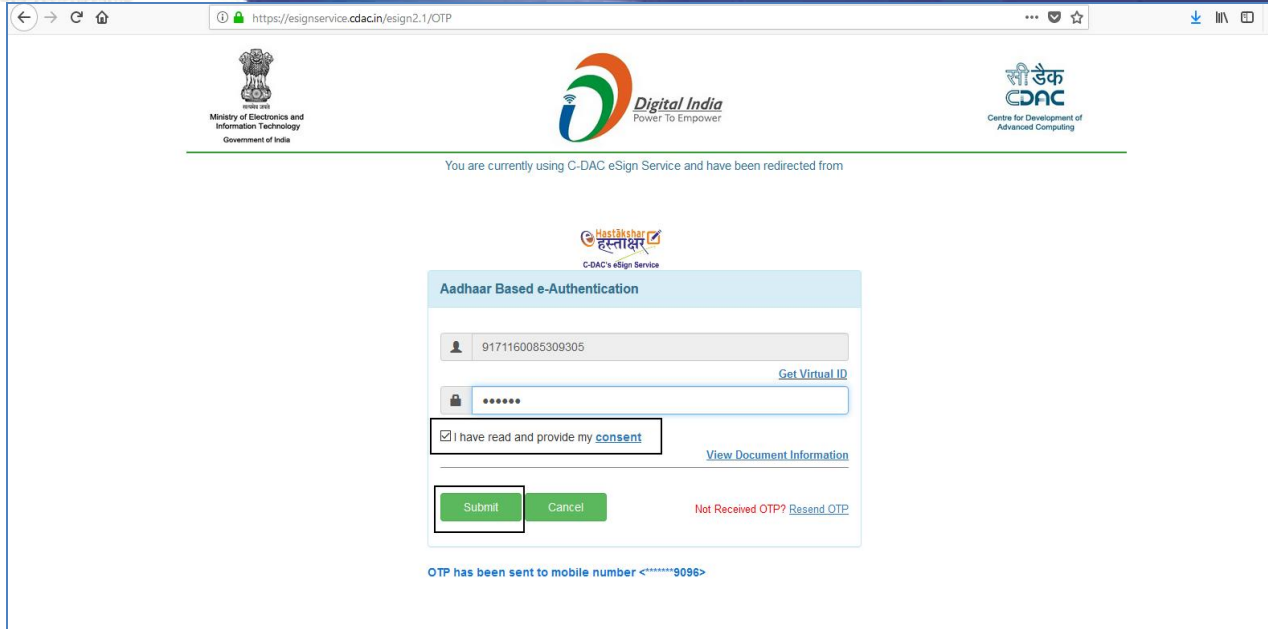 https://esignservice.cdac.in/esign2.1/OTP
सत्यमेव जयते
Ministry of Electronics and
Information Technology
Government of India
Digital India
Power To Empower
सी डैक
CDAC
Centre for Development of
Advanced Computing
You are currently using C-DAC eSign Service and have been redirected from
e Hastākshar
हस्ताक्षर
C-DAC's eSign Service
Aadhaar Based e-Authentication
9171160085309305
Get Virtual ID
••••••
I have read and provide my consent
View Document Information
Submit Cancel Not Received OTP? Resend OTP
OTP has been sent to mobile number <*******9096>